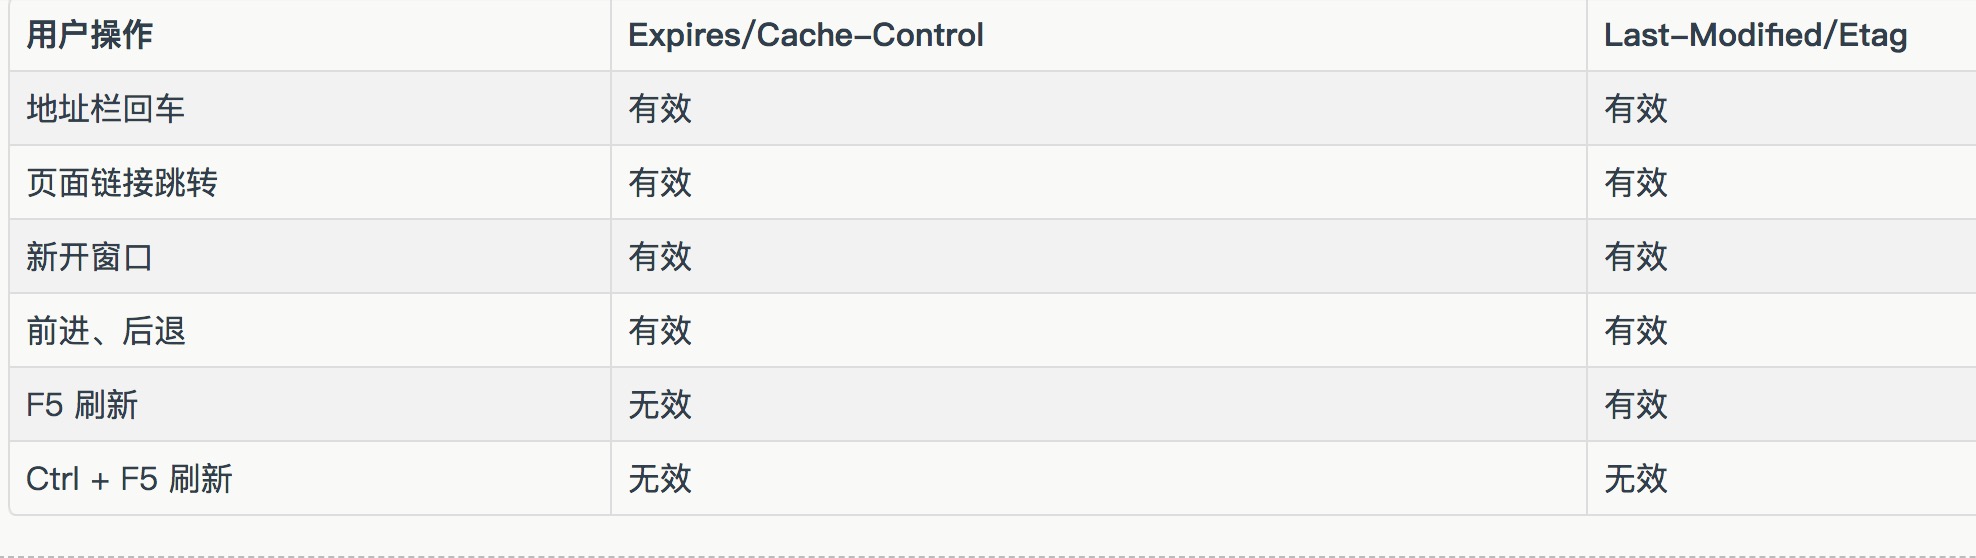 用户操作 Expires/Cache-Control Last-Modified/Etag
地址栏回车 有效 有效
页面链接跳转 有效 有效
新开窗口 有效 有效
前进、后退 有效 有效
F5 刷新 无效 有效
Ctrl + F5 刷新 无效 无效